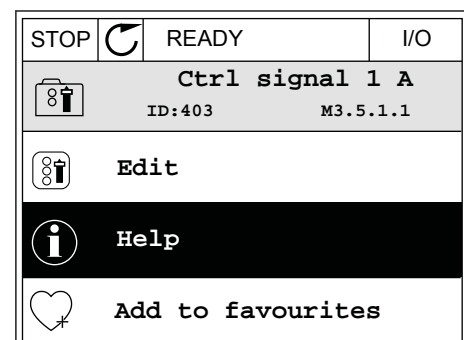 STOP READY I/O
Ctrl signal 1 A
ID:403 M3.5.1.1
Edit
Help
Add to favourites